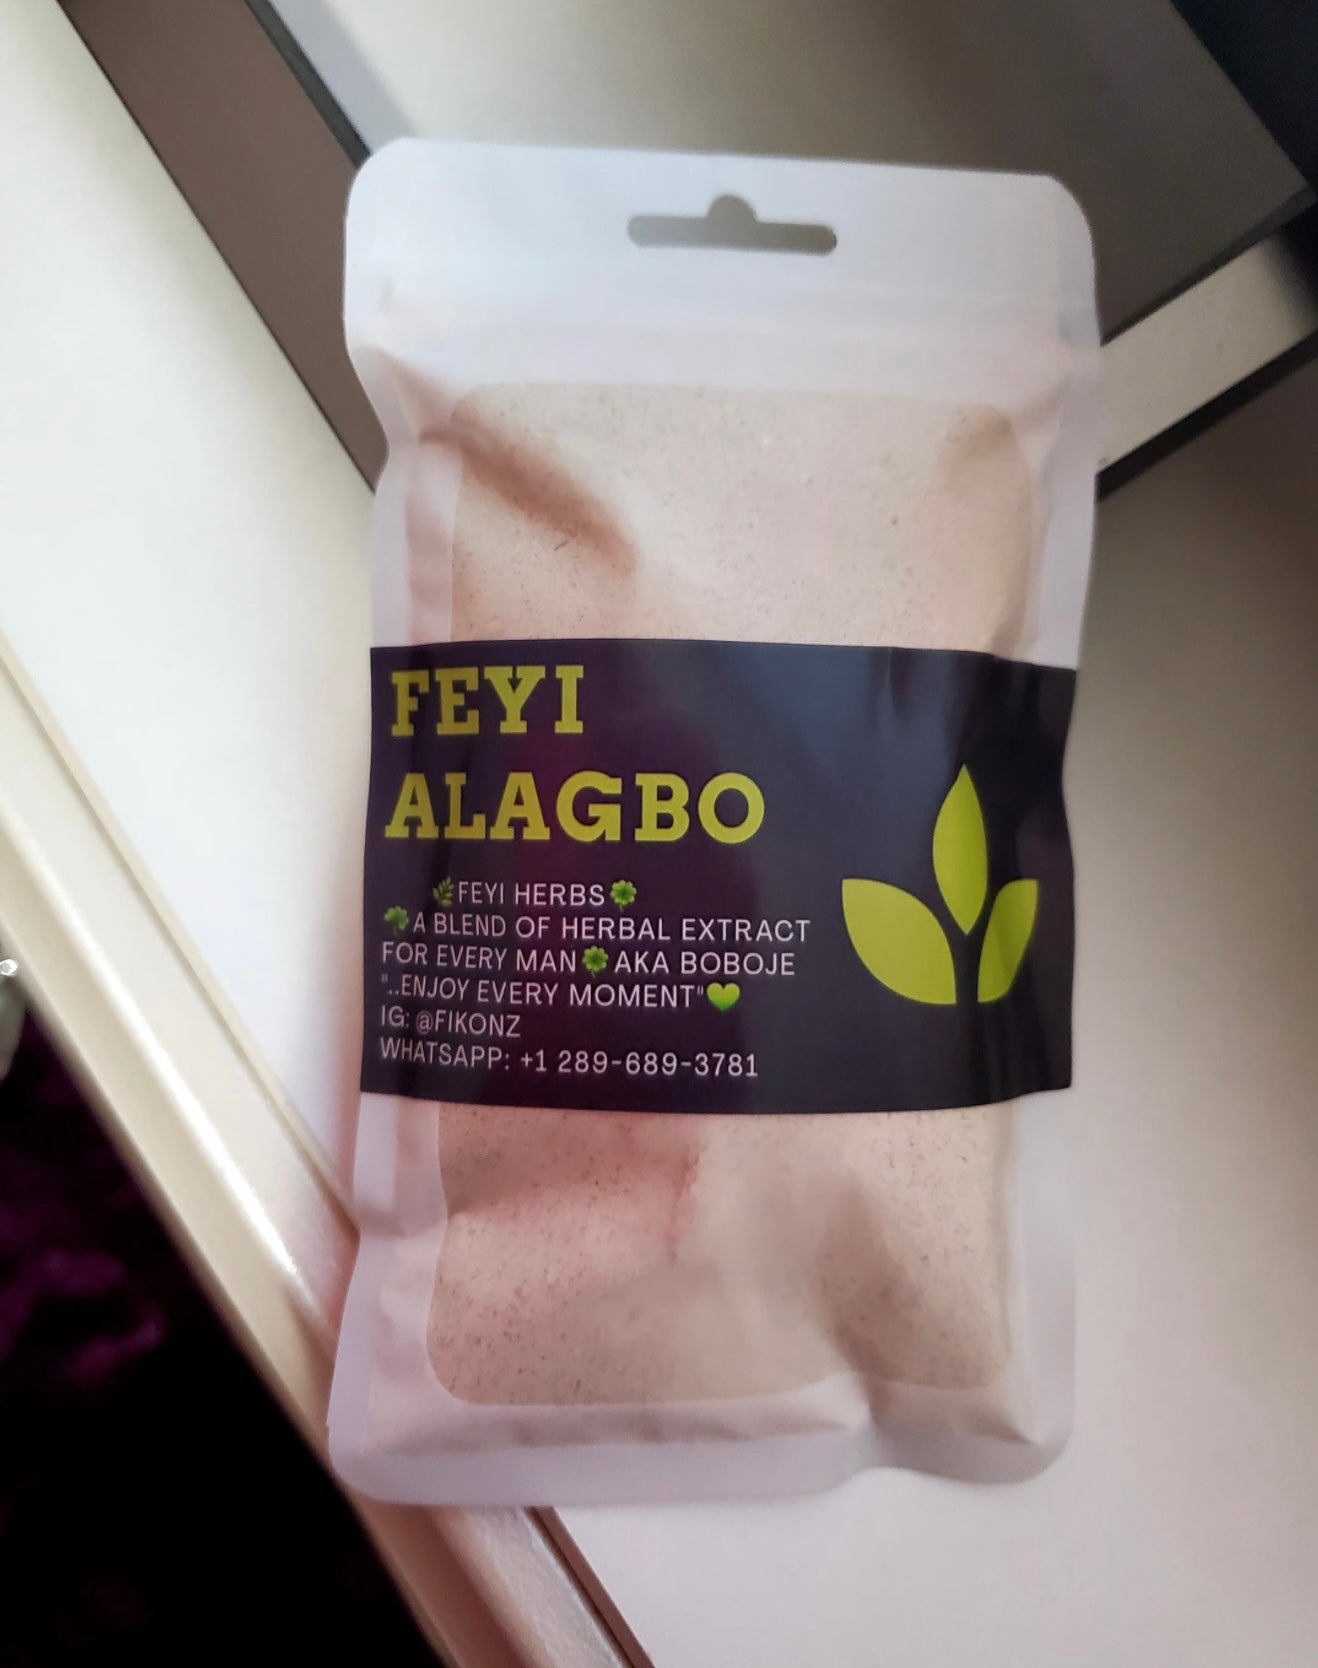 FEYI
ALAGBO
🌿FEYI HERBS🍀
☘️A BLEND OF HERBAL EXTRACT
FOR EVERY MAN🍀AKA BOBOJE
"..ENJOY EVERY MOMENT"💚
IG: @FIKONZ
WHATSAPP: +1 289-689-3781